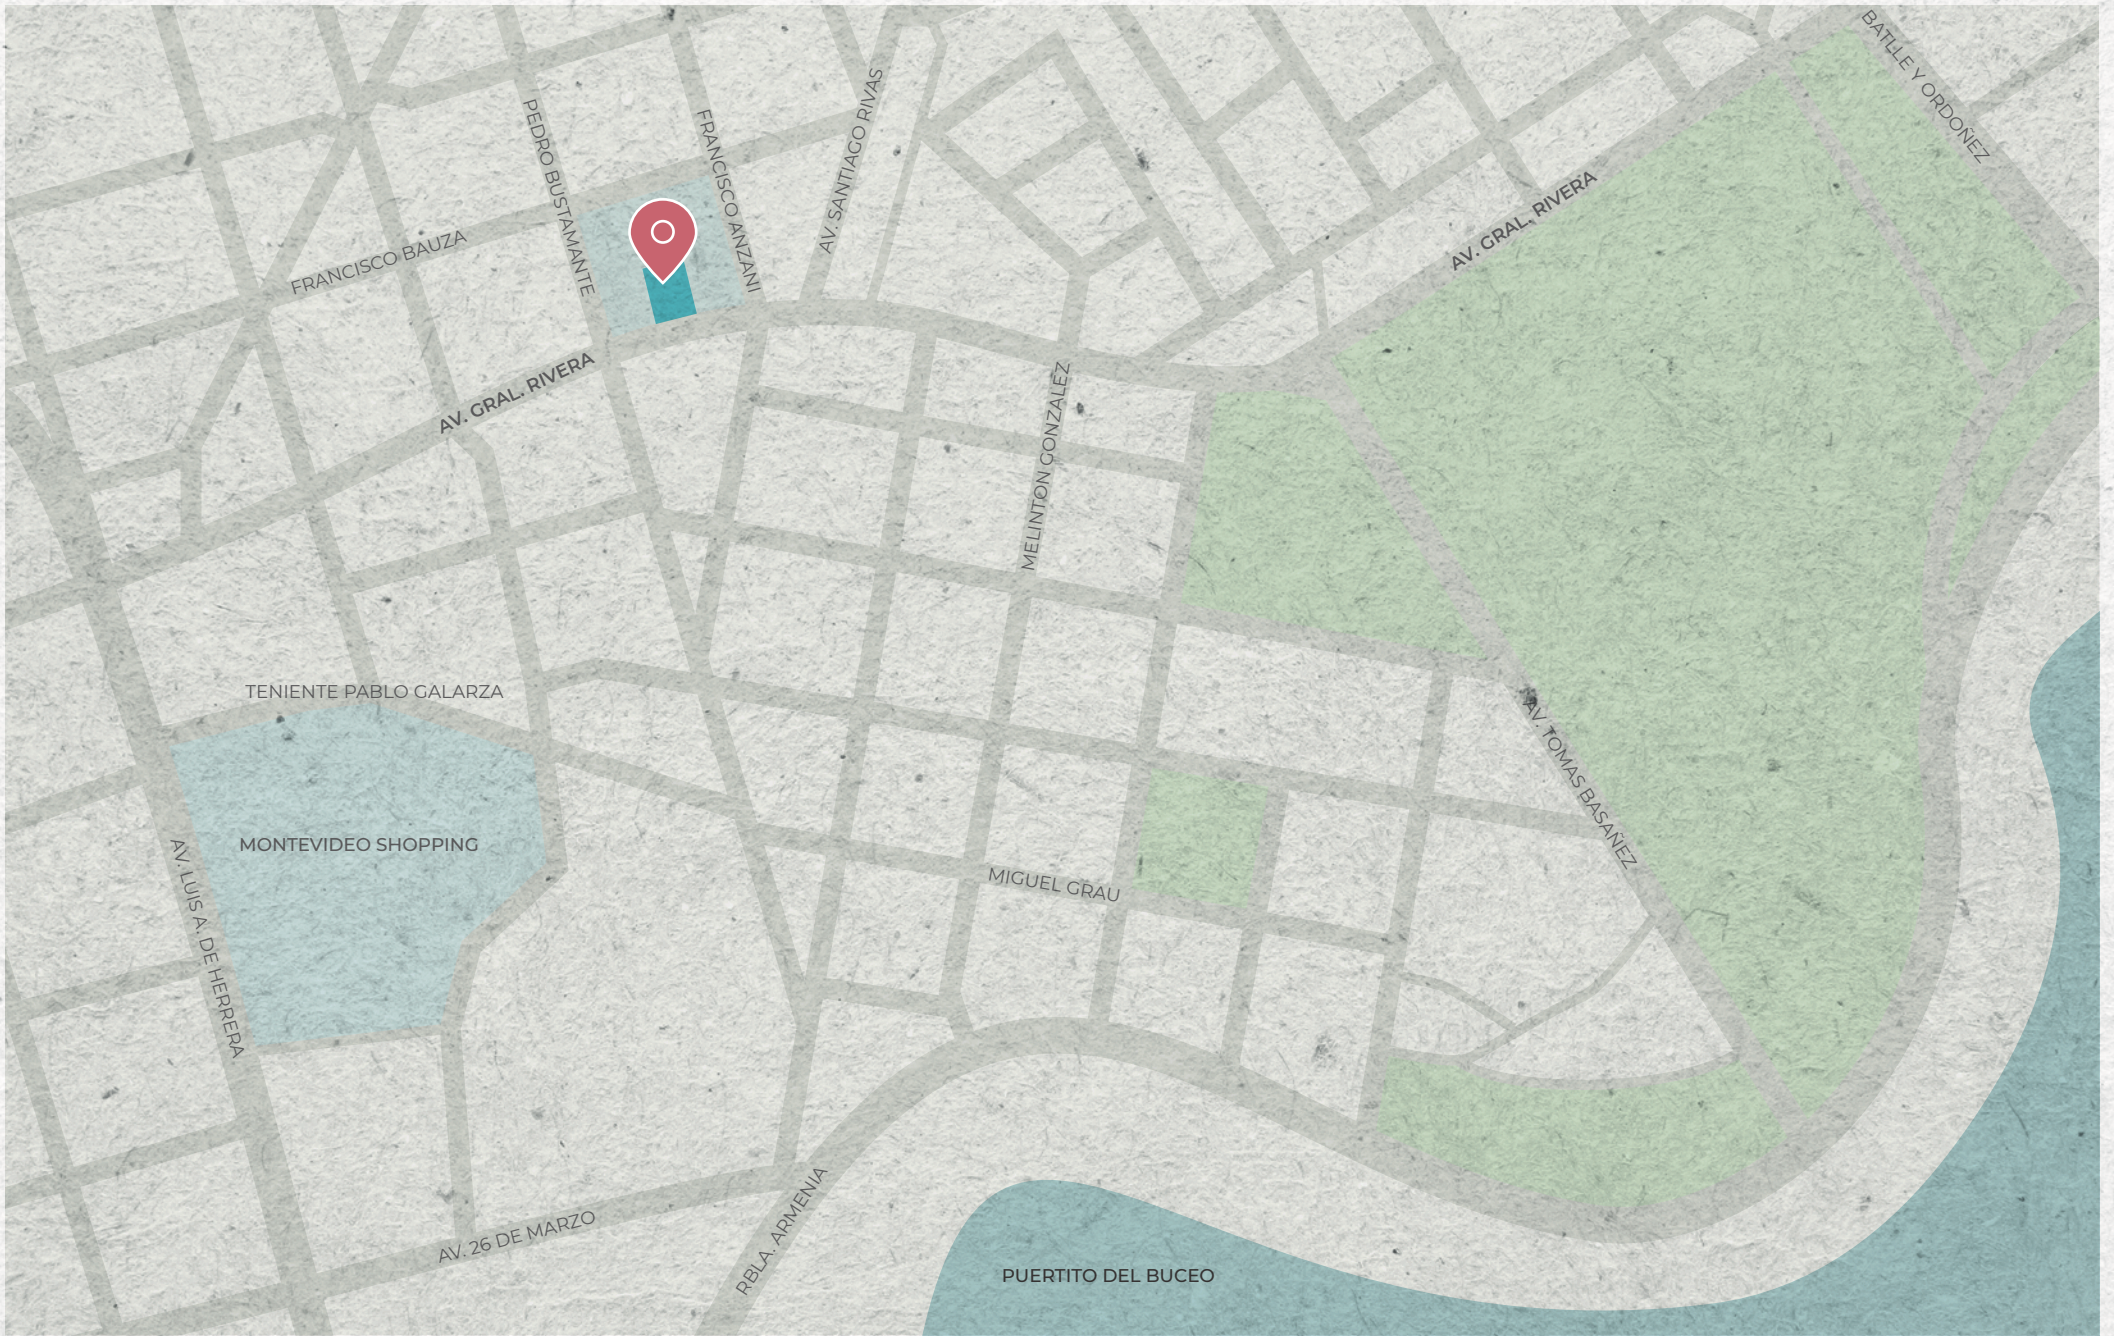 BATLLE Y ORDOÑEZ
PEDRO BUSTAMANTE
FRANCISCO ANZANI
AV. SANTIAGO RIVAS
AV. GRAL. RIVERA
FRANCISCO BAUZA
AV. GRAL. RIVERA
MELINTON GONZALEZ
TENIENTE PABLO GALARZA
AV. TOMAS BASAÑEZ
MONTEVIDEO SHOPPING
MIGUEL GRAU
AV. LUIS A. DE HERRERA
RBLA. ARMENIA
AV. 26 DE MARZO
PUERTITO DEL BUCEO